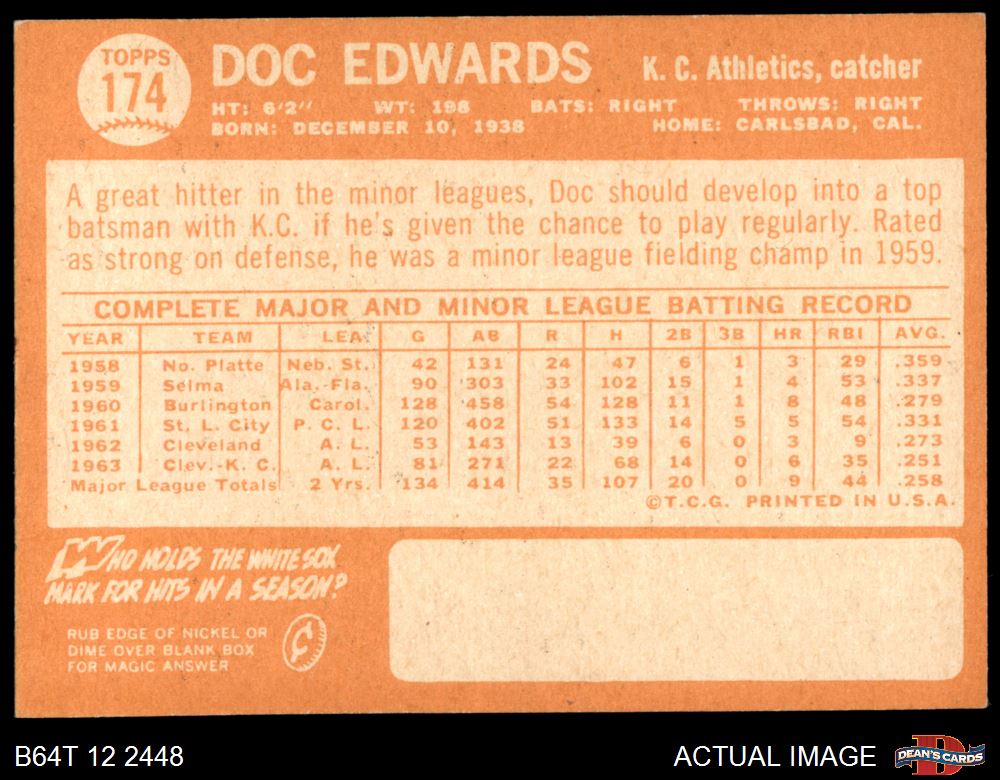 TOPPS
174
DOC EDWARDS
K. C. Athletics, catcher
HT: 6'2" WT: 198 BATS: RIGHT THROWS: RIGHT
BORN: DECEMBER 10, 1938 HOME: CARLSBAD, CAL.
A great hitter in the minor leagues, Doc should develop into a top
batsman with K.C. if he's given the chance to play regularly. Rated
as strong on defense, he was a minor league fielding champ in 1959.
COMPLETE MAJOR AND MINOR LEAGUE BATTING RECORD
YEAR TEAM LEA. G AB R H 2B 3B HR RBI AVG.
1958 No. Platte Neb. St. 42 131 24 47 6 1 3 29 .359
1959 Selma Ala.-Fla. 90 303 33 102 15 1 4 53 .337
1960 Burlington Carol. 128 458 54 128 11 1 8 48 .279
1961 St. L. City P. C. L. 120 402 51 133 14 5 5 54 .331
1962 Cleveland A. L. 53 143 13 39 6 0 3 9 .273
1963 Clev.-K. C. A. L. 81 271 22 68 14 0 6 35 .251
Major League Totals 2 Yrs. 134 414 35 107 20 0 9 44 .258
©T.C.G. PRINTED IN U.S.A.
WHO HOLDS THE WHITE SOX
MARK FOR HITS IN A SEASON?
RUB EDGE OF NICKEL OR
DIME OVER BLANK BOX
FOR MAGIC ANSWER
¢
B64T 12 2448
ACTUAL IMAGE
D
DEAN'S CARDS